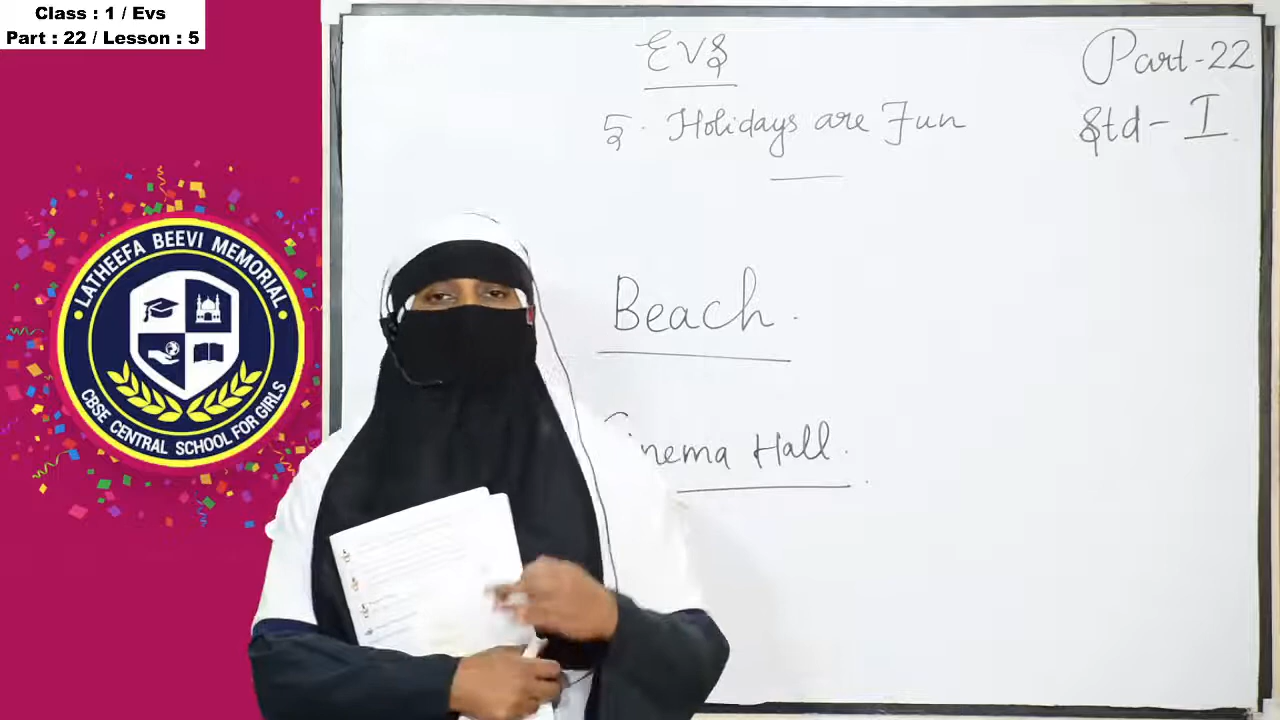 Class : 1 / Evs
Part : 22 / Lesson : 5
EVS
Part-22
5. Holidays are Fun
Std - I
LATHEEFA BEEVI MEMORIAL
CBSE CENTRAL SCHOOL FOR GIRLS
Beach.
Cinema Hall.